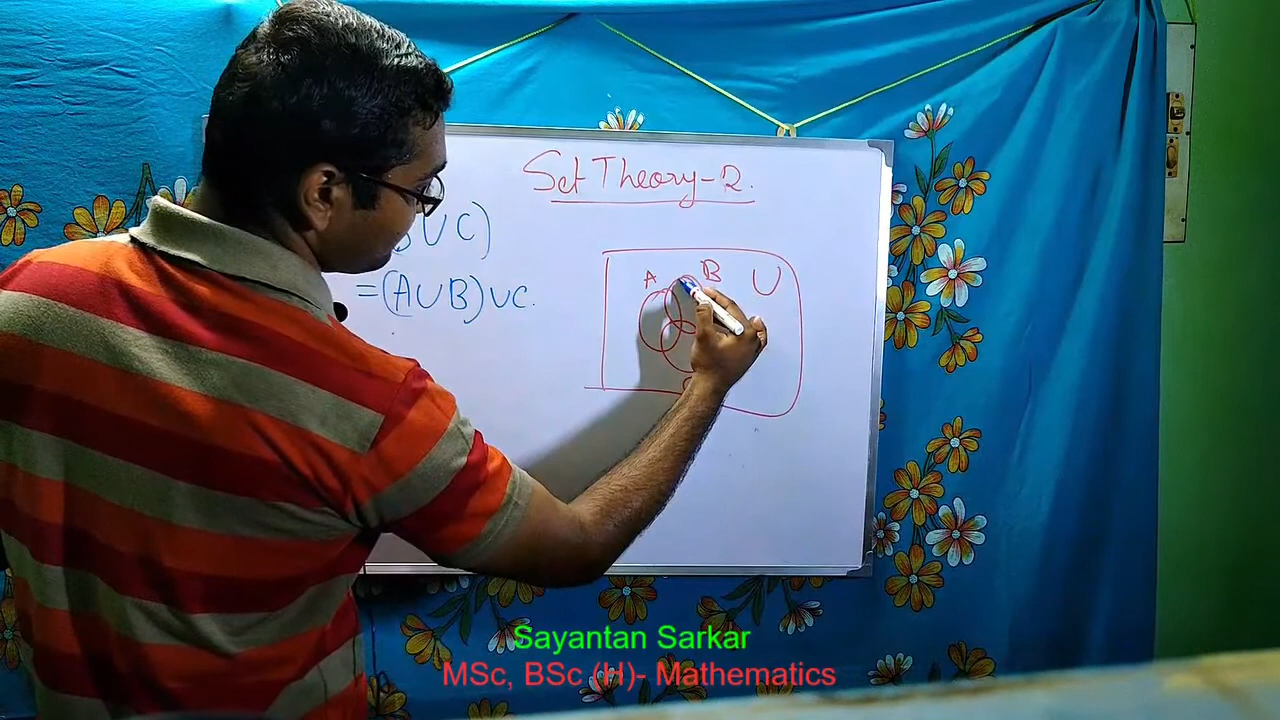 Set Theory-2.
∪C)
=(A∪B)∪C.
A B U
Sayantan Sarkar
MSc, BSc (H)- Mathematics